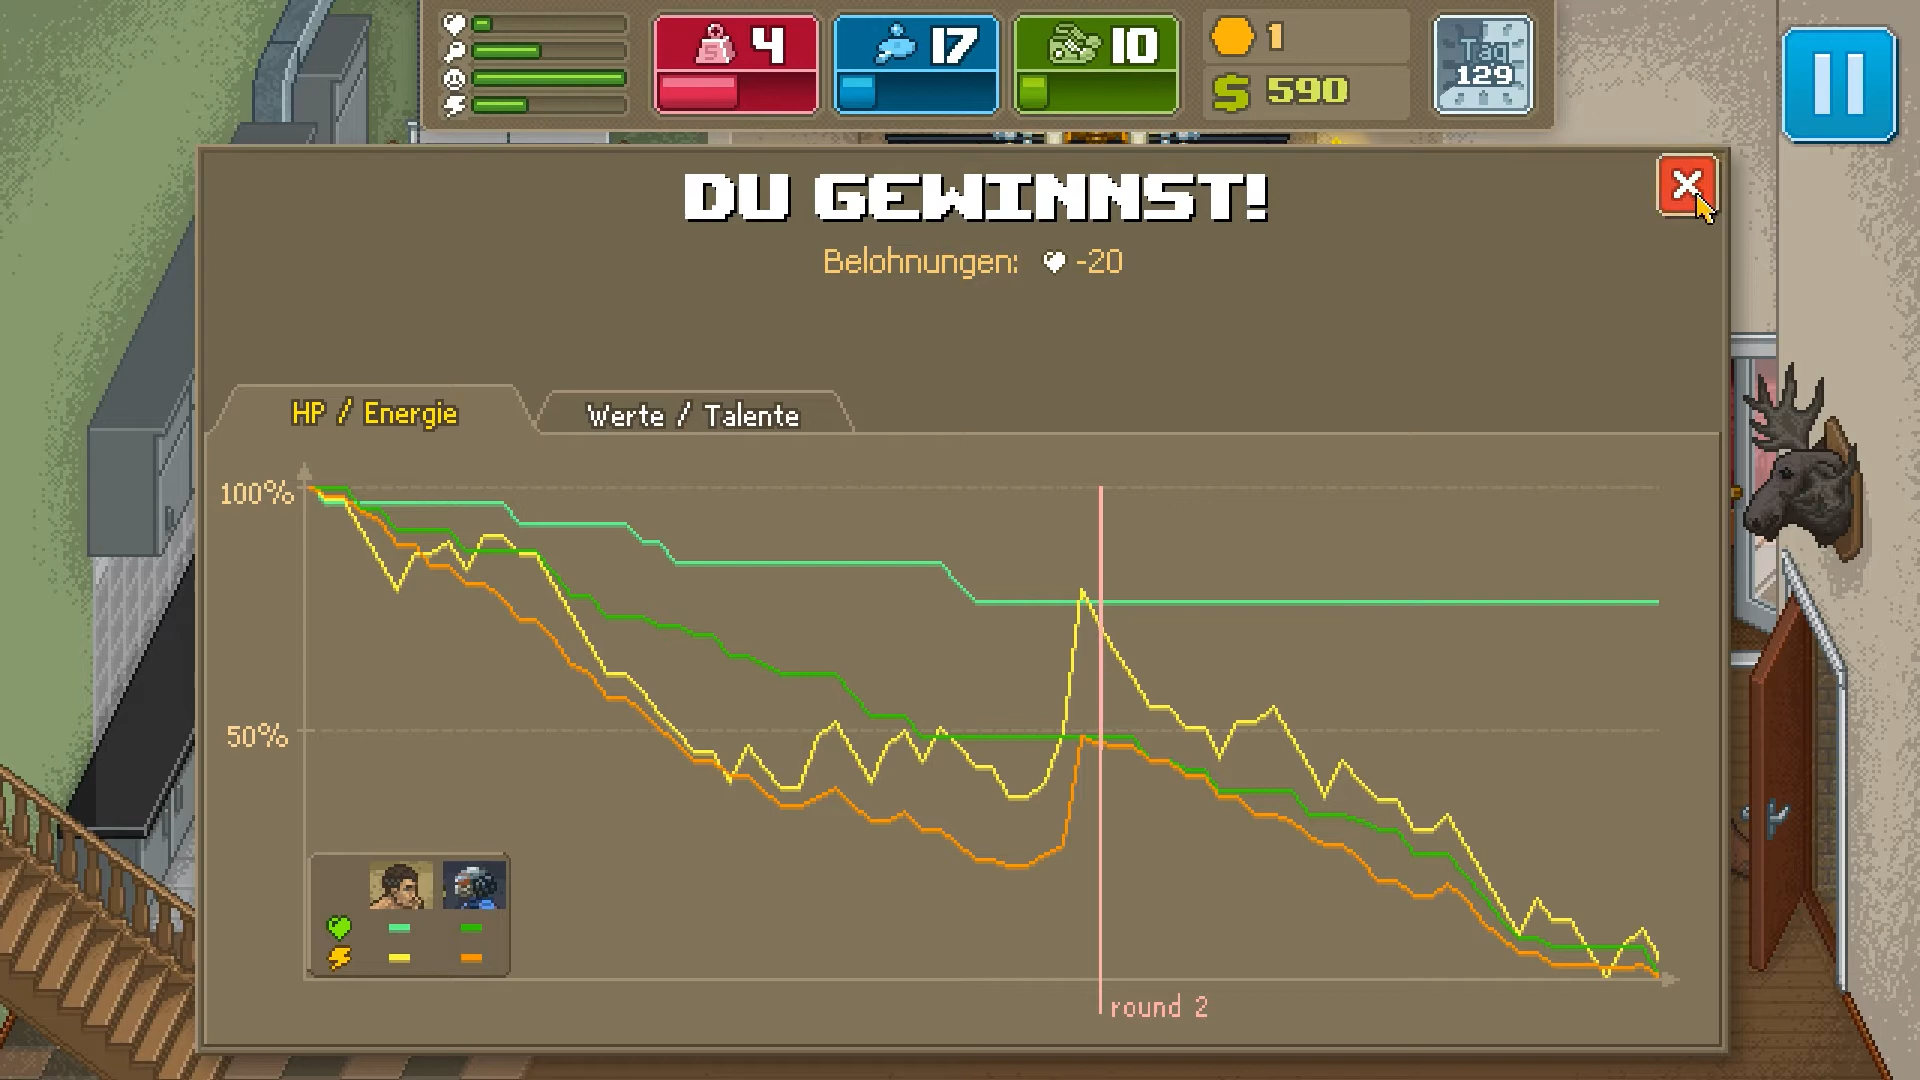 4
17
10
1
$ 590
Tag
129
DU GEWINNST!
Belohnungen: -20
HP / Energie
Werte / Talente
100%
50%
round 2